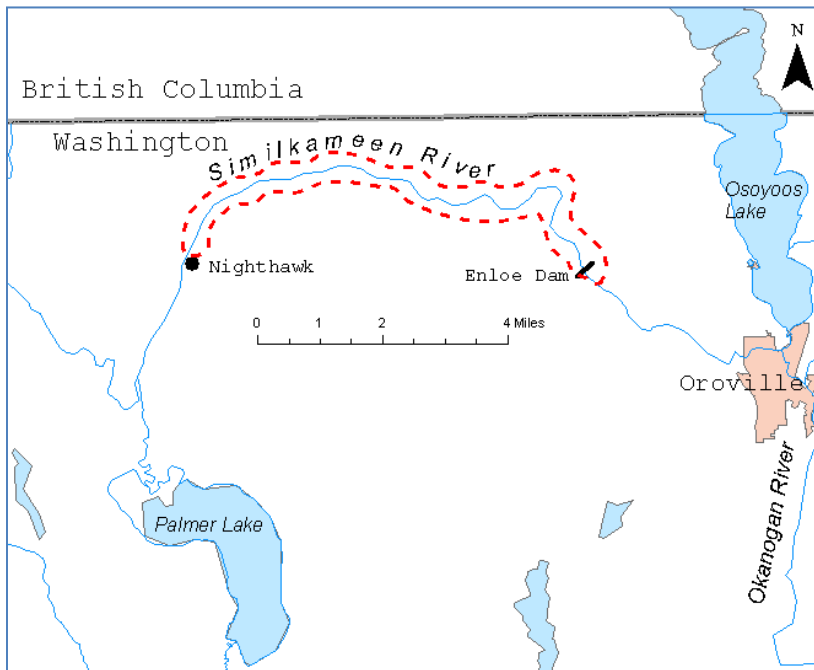 N
British Columbia
Washington
Similkameen River
Osoyoos
Lake
Nighthawk
Enloe Dam
0 1 2 4 Miles
Oroville
Palmer Lake
Okanogan River